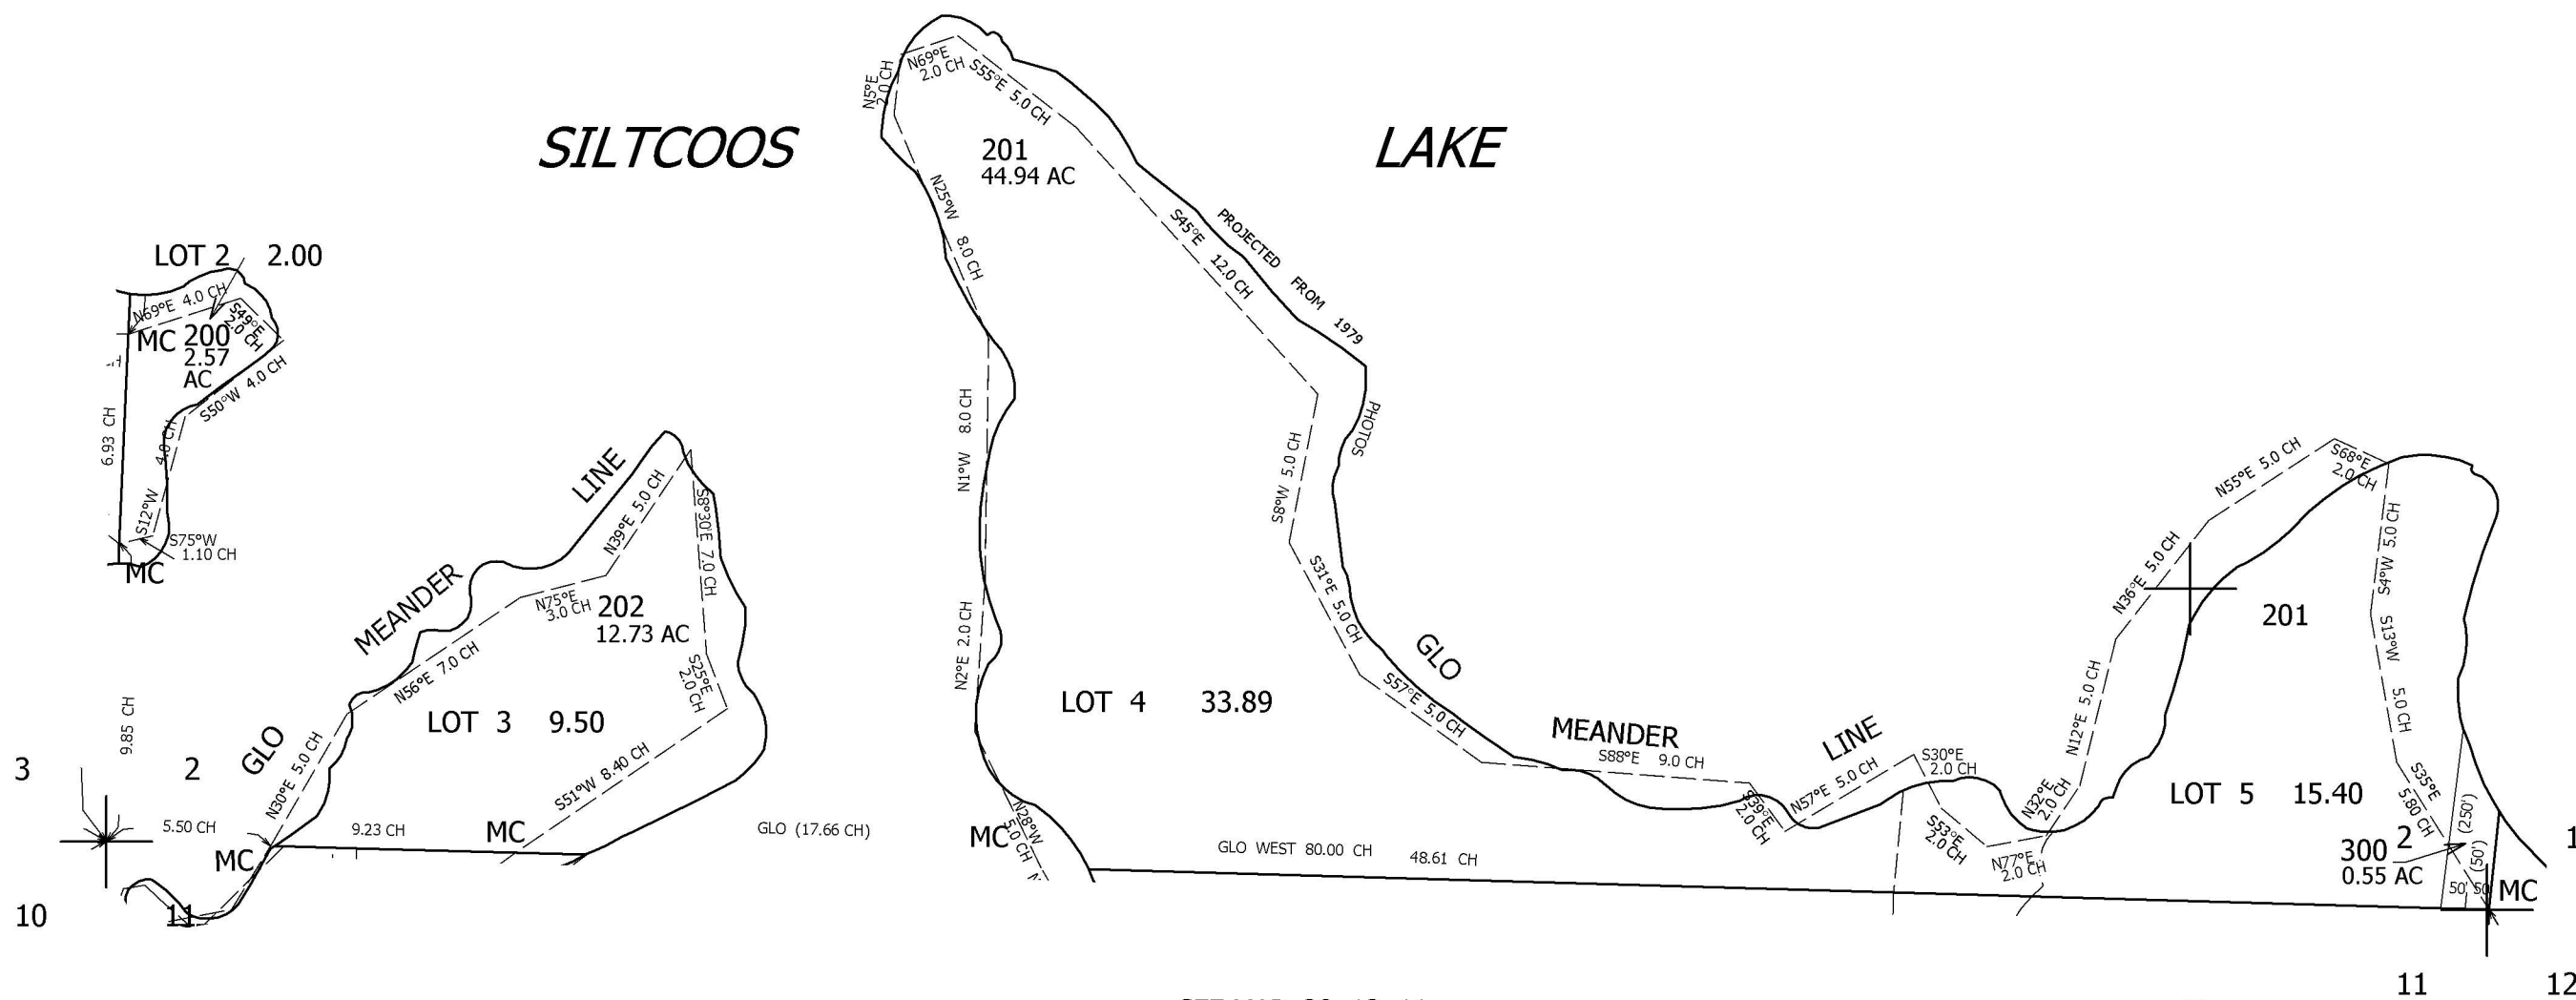 SILTCOOS LAKE
N5°E
2.0 CH
N69°E
2.0 CH
S55°E 5.0 CH
201
44.94 AC
N25°W 8.0 CH
S45°E 12.0 CH
PROJECTED FROM 1979
PHOTOS
LOT 2 2.00
N69°E 4.0 CH
S49°E
2.0 CH
MC 200
2.57
AC
S50°W 4.0 CH
6.93 CH
4.0 CH
S12°W
S75°W
1.10 CH
MC
N1°W 8.0 CH
S8°W 5.0 CH
LINE
N39°E 5.0 CH
S8°30'E 7.0 CH
MEANDER
N75°E
3.0 CH
202
12.73 AC
N56°E 7.0 CH
S25°E
2.0 CH
LOT 3 9.50
GLO
N30°E 5.0 CH
S51°W 8.40 CH
9.85 CH
3
2
5.50 CH
9.23 CH
MC
MC
GLO (17.66 CH)
10
11
N2°E 2.0 CH
LOT 4 33.89
S31°E 5.0 CH
GLO
S57°E 5.0 CH
MEANDER
S88°E 9.0 CH
LINE
S39°E
2.0 CH
N57°E 5.0 CH
S30°E
2.0 CH
S53°E
2.0 CH
N77°E
2.0 CH
N32°E
2.0 CH
N12°E 5.0 CH
N36°E 5.0 CH
N55°E 5.0 CH
S68°E
2.0 CH
S4°W 5.0 CH
201
S13°W 5.0 CH
LOT 5 15.40
S35°E
5.80 CH
(250')
(50')
300
0.55 AC
2
1
50' 50'
MC
MC
N28°W
5.0 CH
GLO WEST 80.00 CH 48.61 CH
11
12